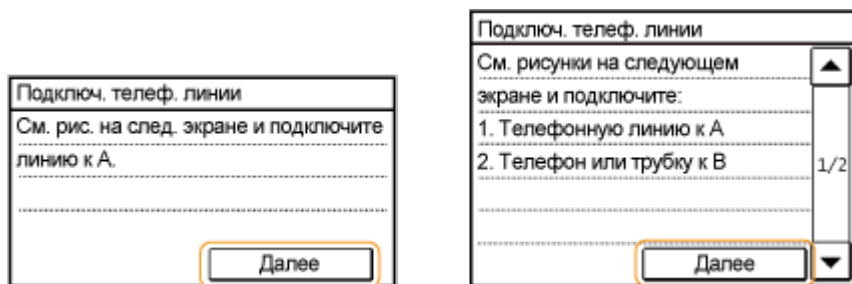 Подключ. телеф. линии
См. рис. на след. экране и подключите
линию к A.
Далее
Подключ. телеф. линии
См. рисунки на следующем
экране и подключите:
1. Телефонную линию к A
2. Телефон или трубку к B
1/2
Далее